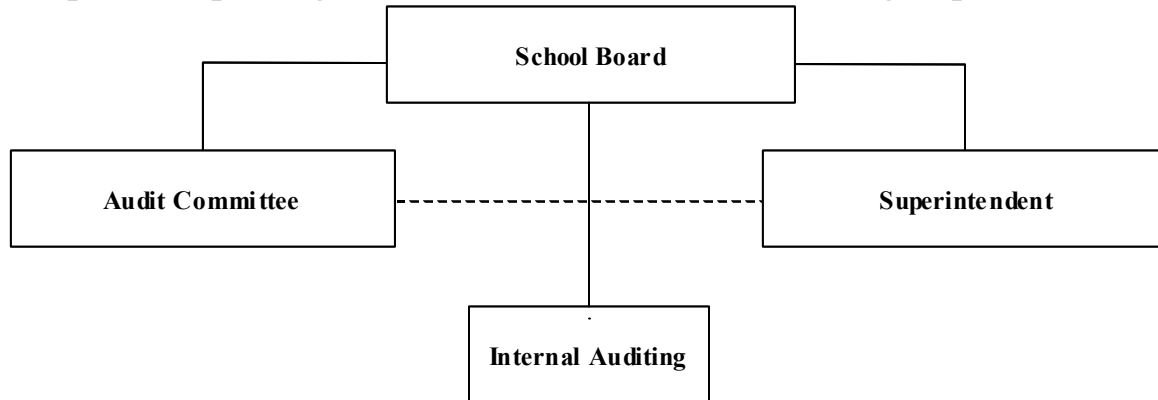 School Board
Audit Committee
Superintendent
Internal Auditing